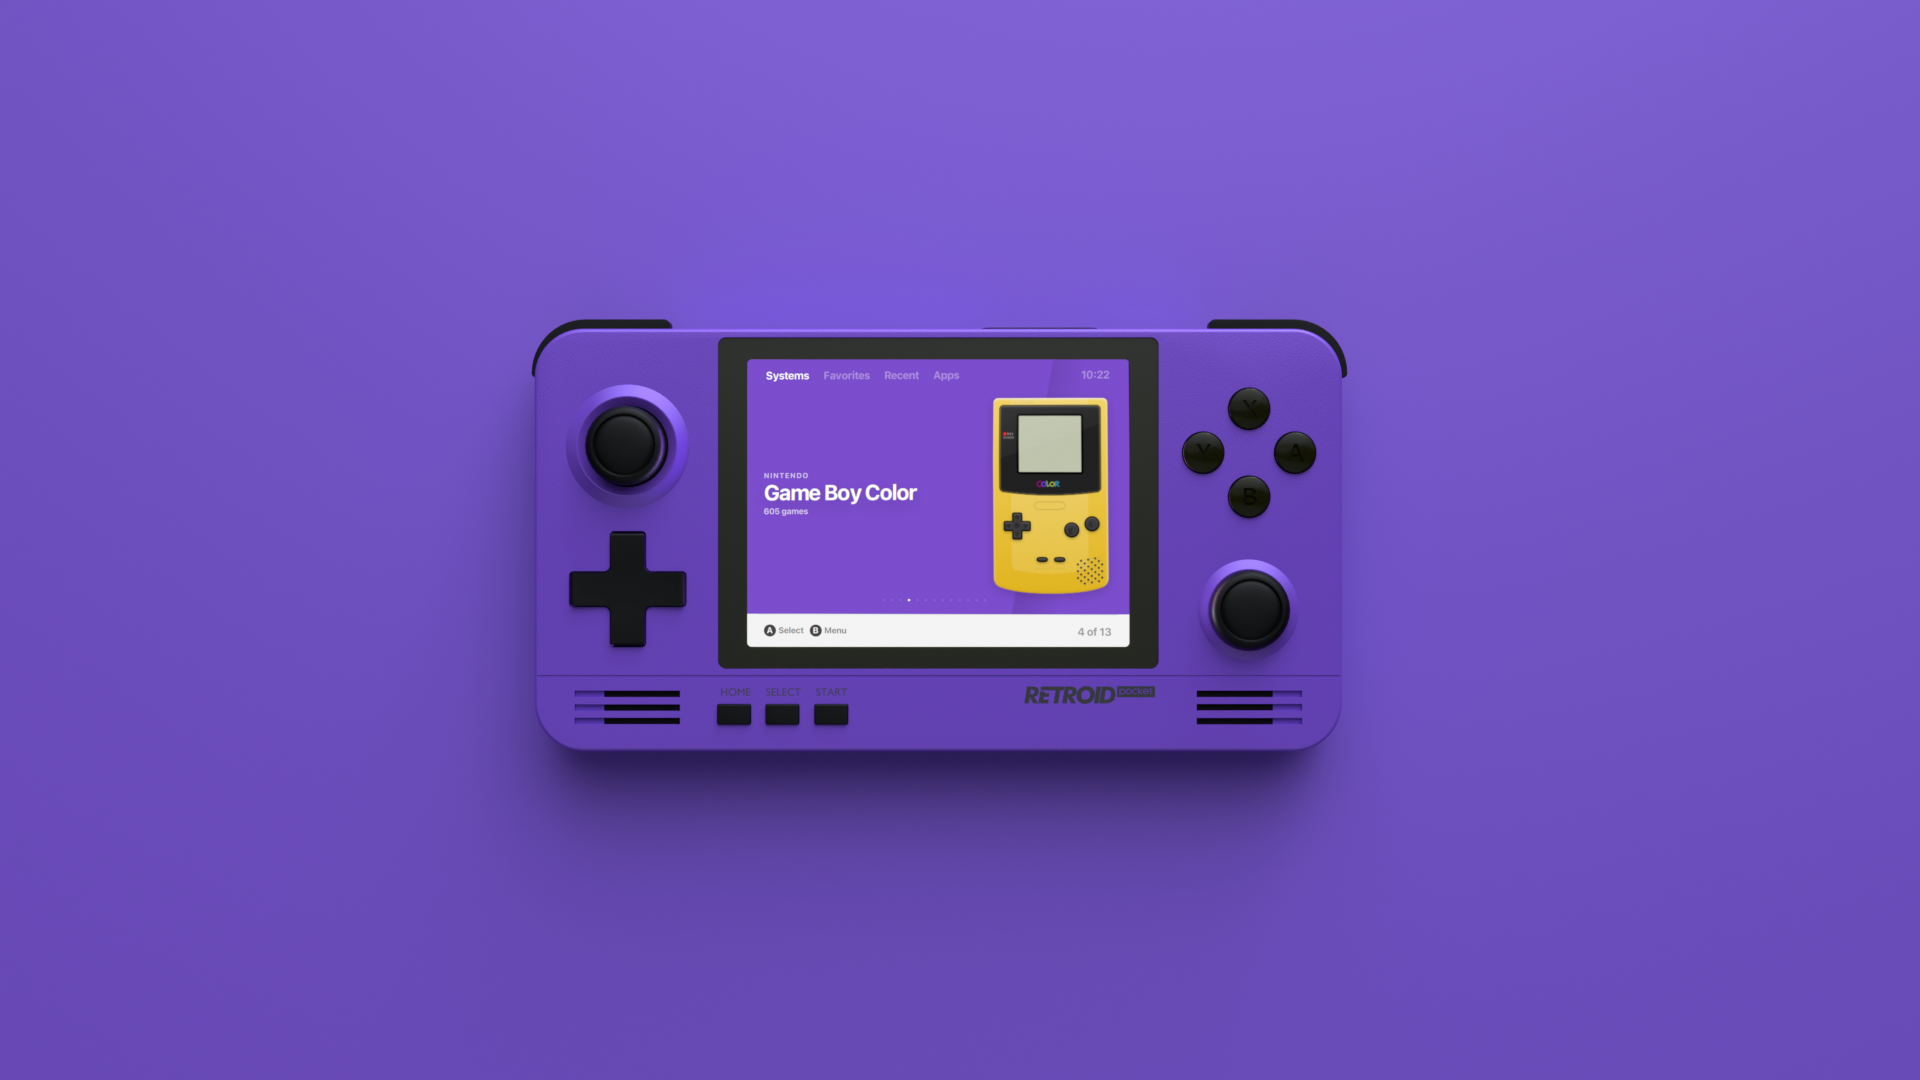 Systems Favorites Recent Apps 10:22
NINTENDO
Game Boy Color
605 games
COLOR
A Select B Menu 4 of 13
X
Y A
B
HOME SELECT START
RETROID pocket